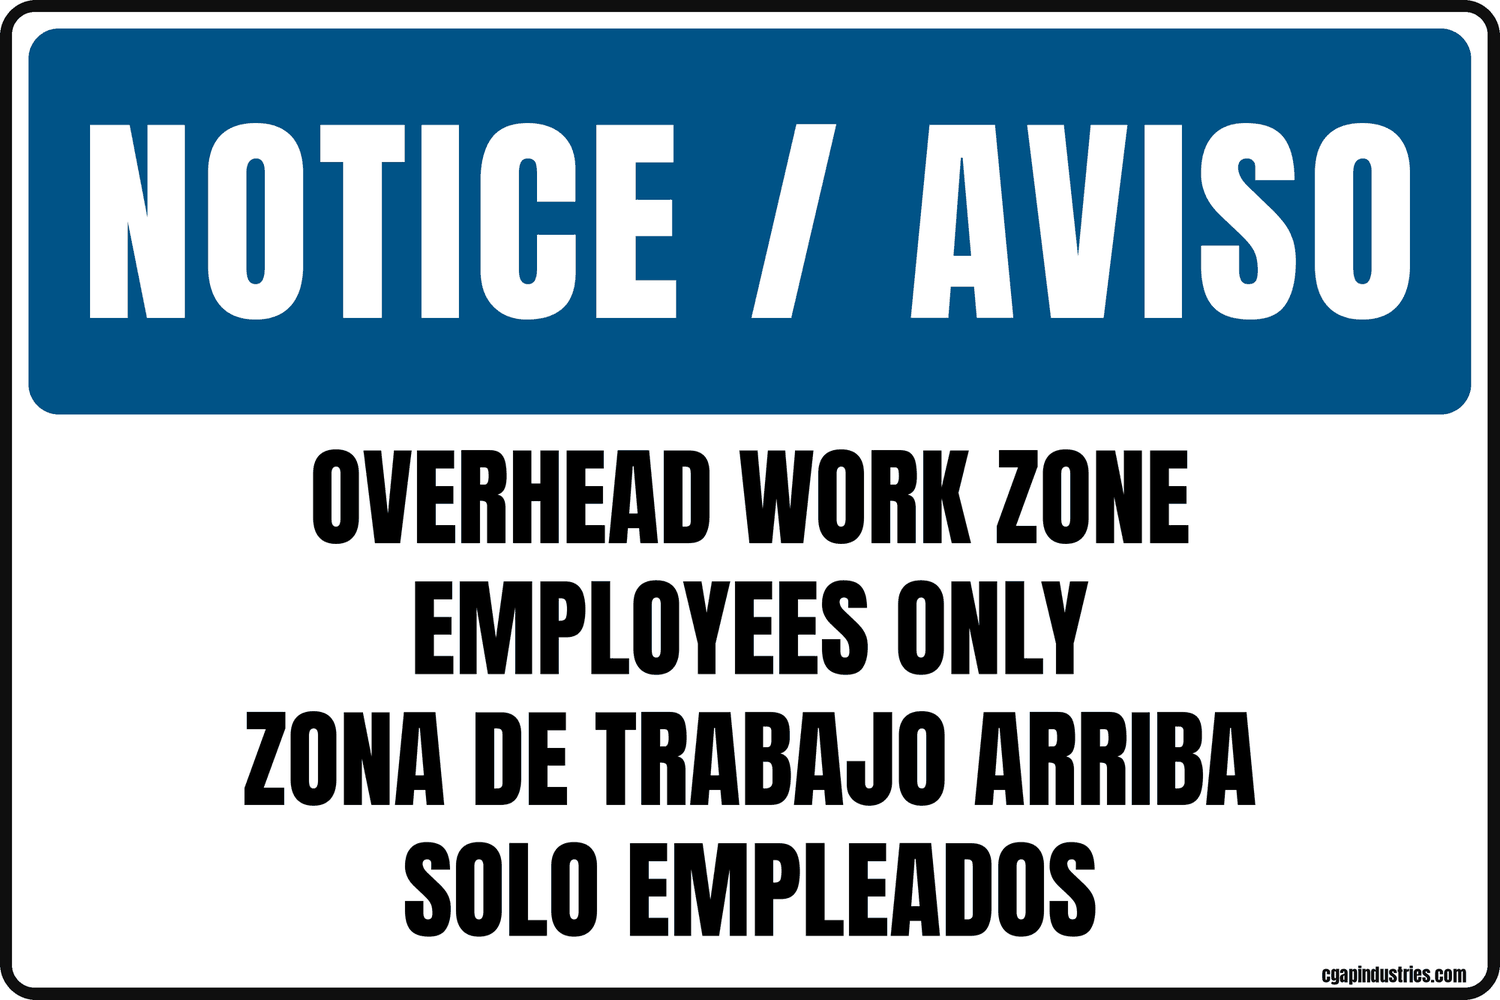 NOTICE / AVISO
OVERHEAD WORK ZONE
EMPLOYEES ONLY
ZONA DE TRABAJO ARRIBA
SOLO EMPLEADOS
cgapindustries.com